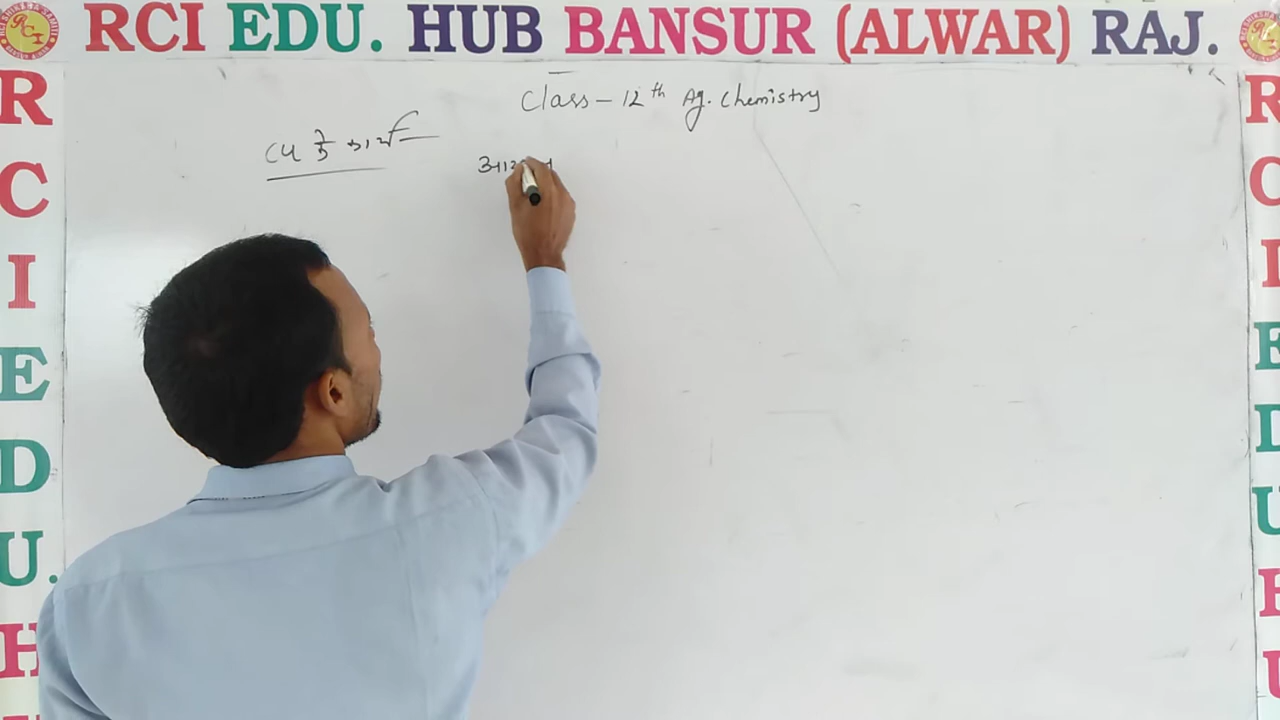 RCI EDU. HUB BANSUR (ALWAR) RAJ.
Class - 12th Ag. Chemistry
Cu के कार्य
R
C
I
E
D
U.
H
R
C
I
E
D
U